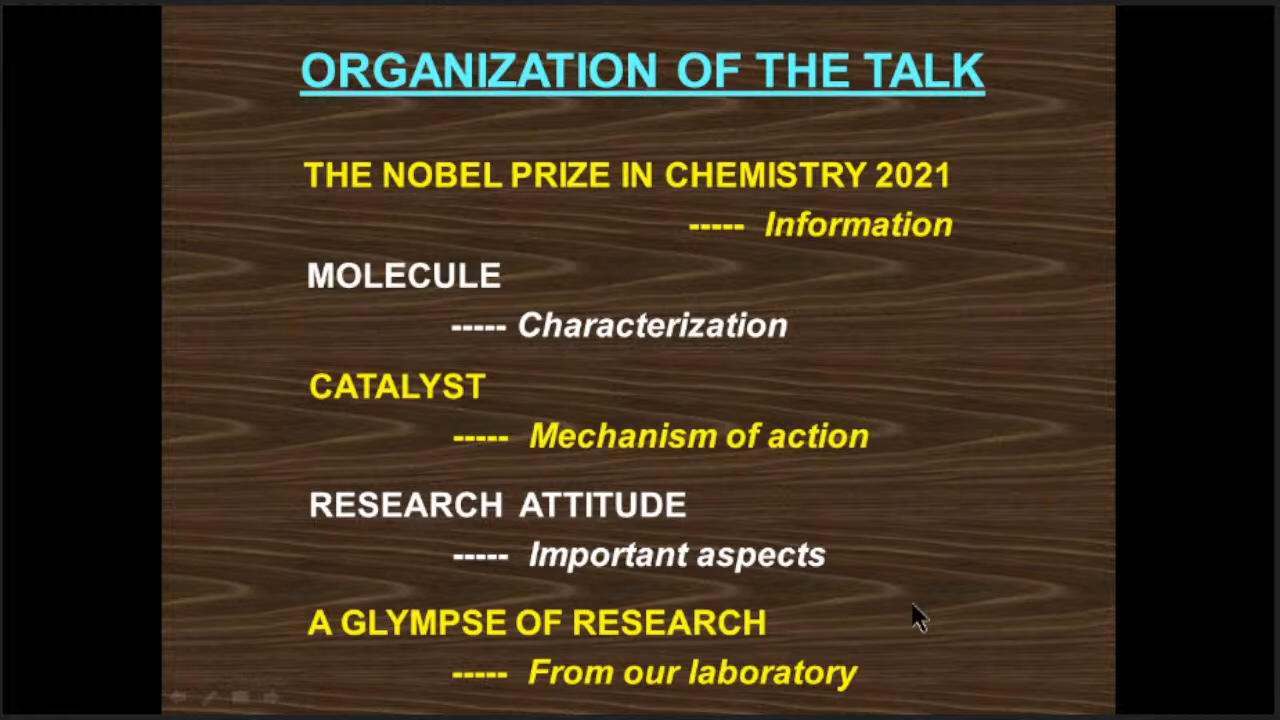 ORGANIZATION OF THE TALK
THE NOBEL PRIZE IN CHEMISTRY 2021
----- Information
MOLECULE
----- Characterization
CATALYST
----- Mechanism of action
RESEARCH ATTITUDE
----- Important aspects
A GLYMPSE OF RESEARCH
----- From our laboratory